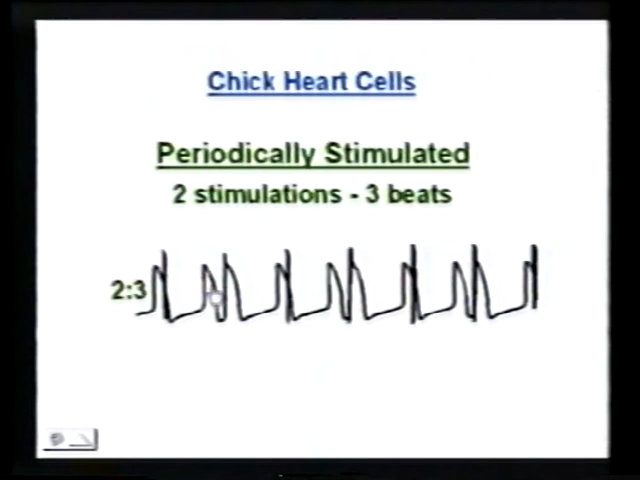 Chick Heart Cells
Periodically Stimulated
2 stimulations - 3 beats
2:3